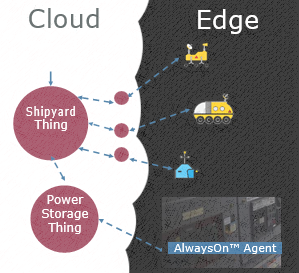 Cloud
Edge
Shipyard
Thing
Power
Storage
Thing
AlwaysOn™ Agent